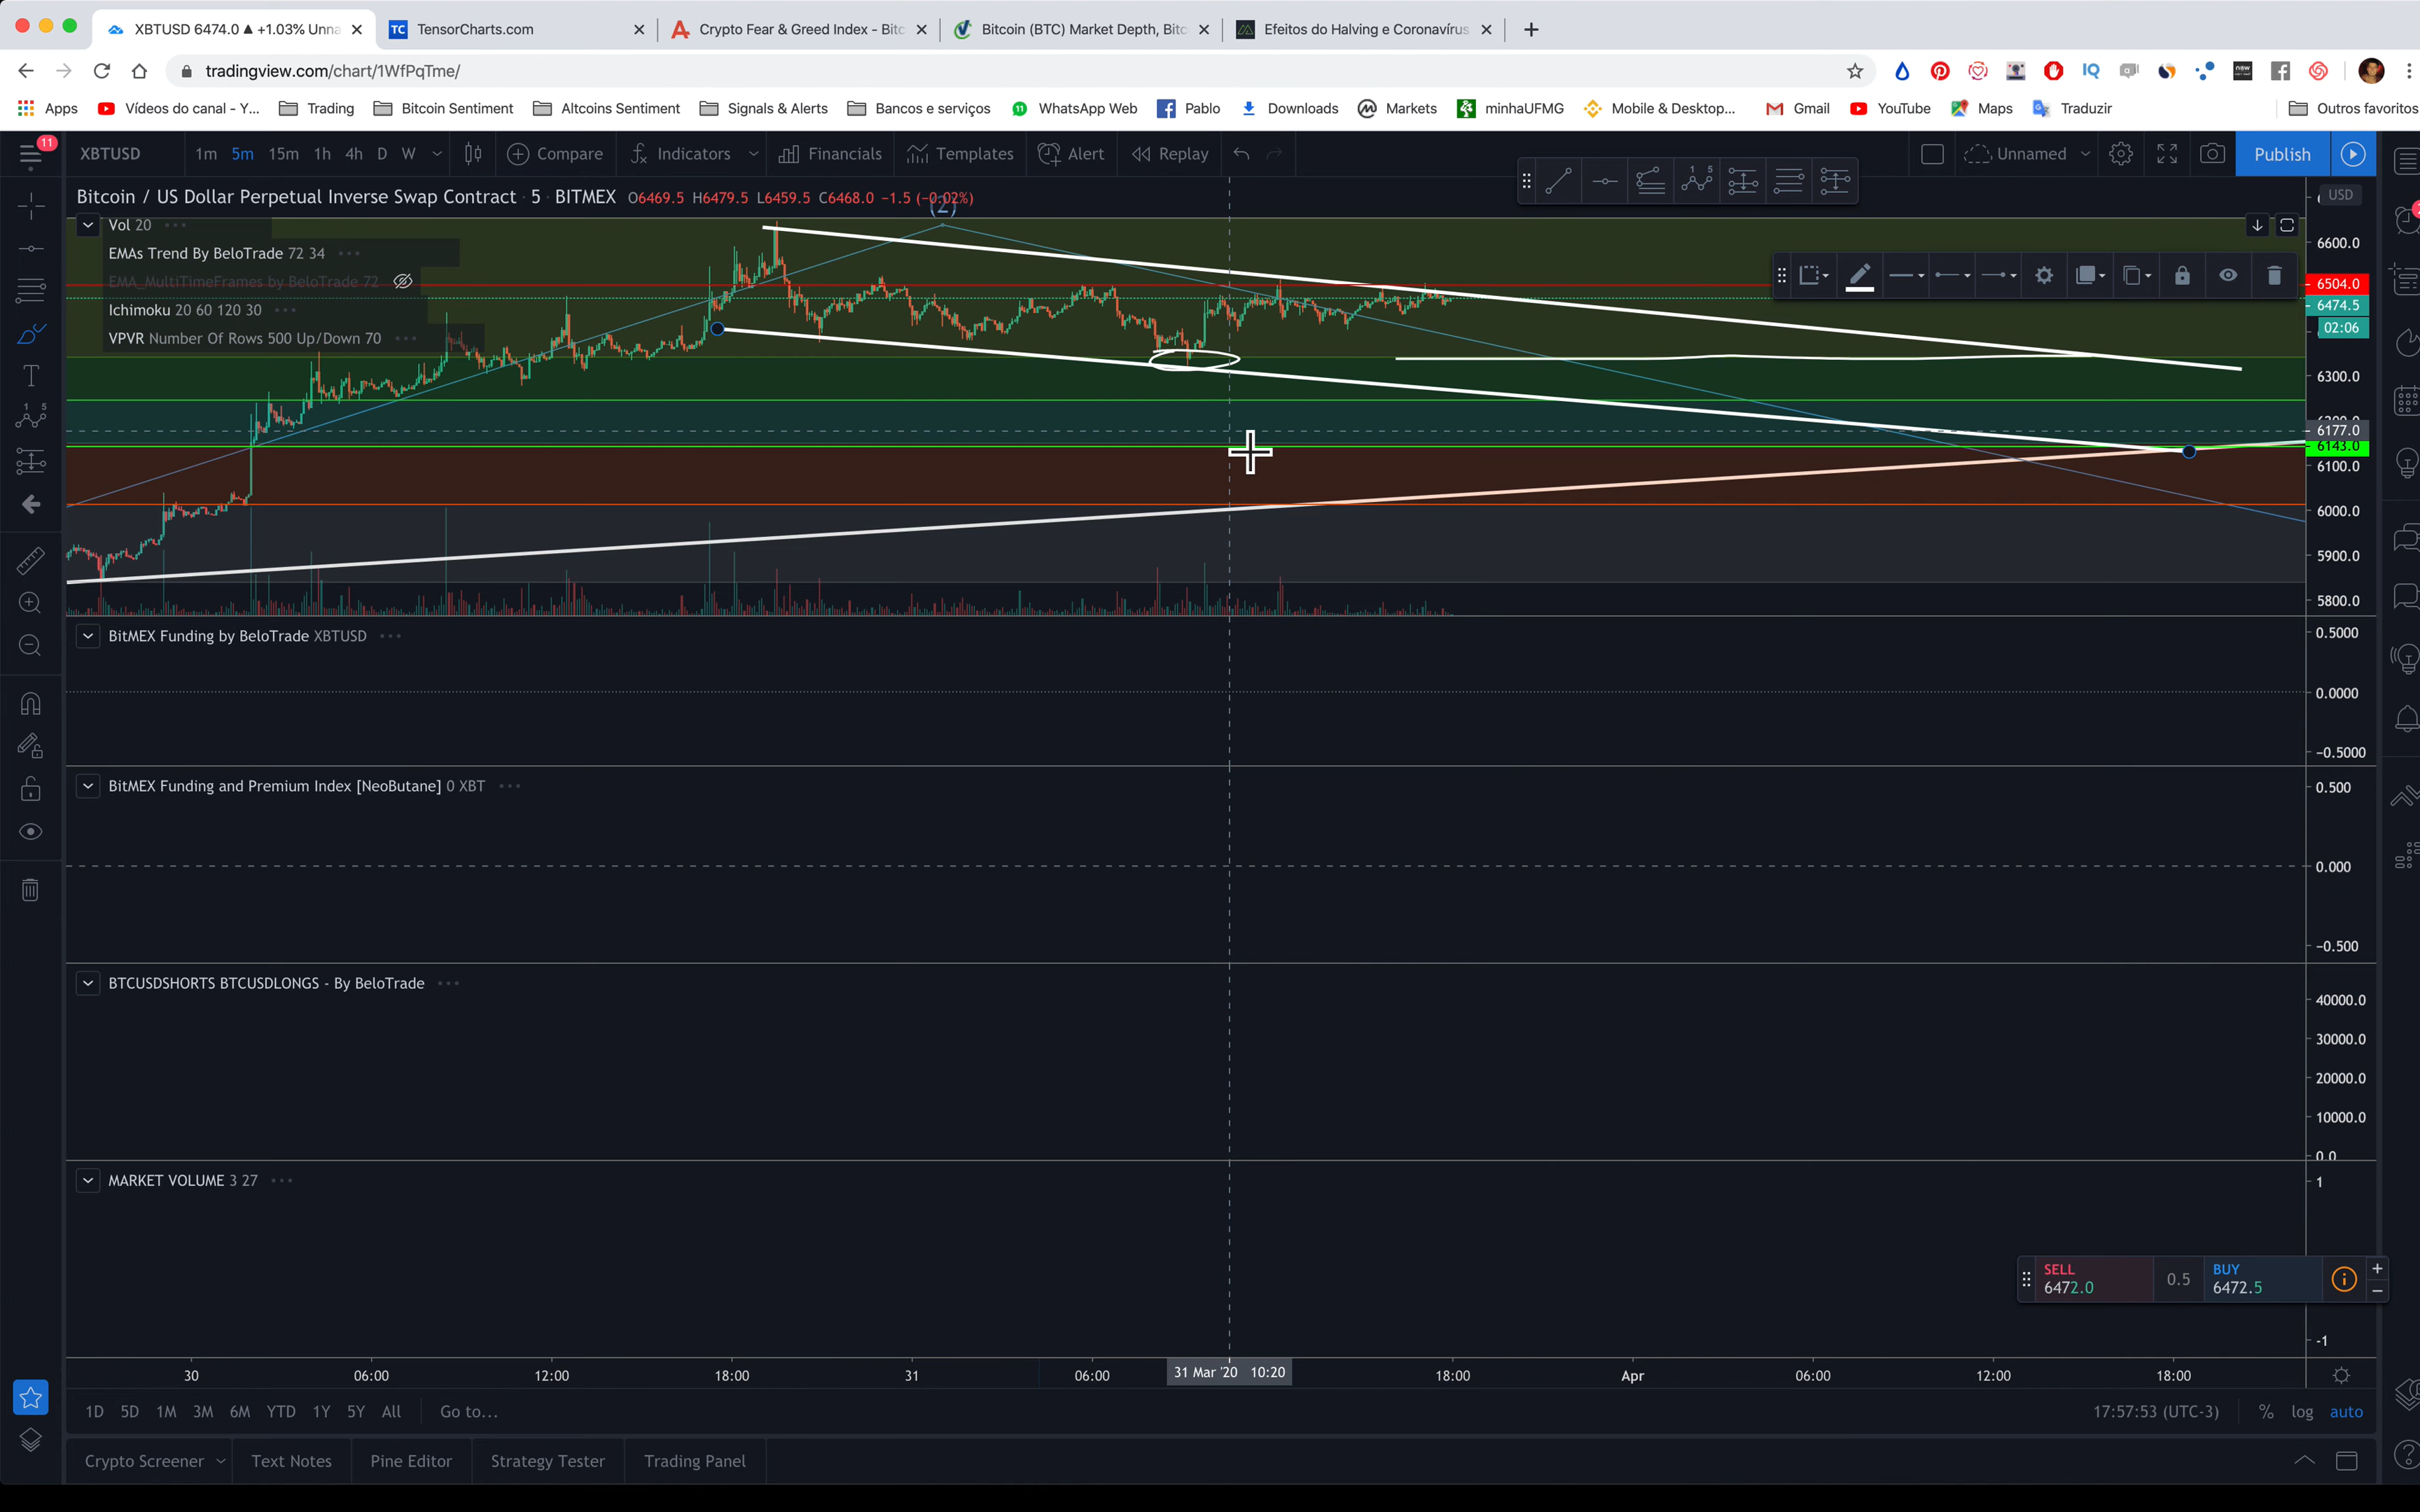 XBTUSD 6474.0 ▲ +1.03% Unna
TC TensorCharts.com
Crypto Fear & Greed Index - Bitc
Bitcoin (BTC) Market Depth, Bitc
Efeitos do Halving e Coronavírus
tradingview.com/chart/1WfPqTme/
Apps
Vídeos do canal - Y...
Trading
Bitcoin Sentiment
Altcoins Sentiment
Signals & Alerts
Bancos e serviços
11 WhatsApp Web
Pablo
Downloads
Markets
minhaUFMG
Mobile & Desktop...
Gmail
YouTube
Maps
Traduzir
Outros favoritos
11
XBTUSD
1m 5m 15m 1h 4h D W
Compare
Indicators
Financials
Templates
Alert
Replay
Unnamed
Publish
Bitcoin / US Dollar Perpetual Inverse Swap Contract · 5 · BITMEX O6469.5 H6479.5 L6459.5 C6468.0 −1.5 (−0.02%)
(2)
USD
Vol 20
EMAs Trend By BeloTrade 72 34
EMA_MultiTimeFrames by BeloTrade 72
Ichimoku 20 60 120 30
VPVR Number Of Rows 500 Up/Down 70
6600.0
6504.0
6474.5
02:06
6300.0
6177.0
6143.0
6100.0
6000.0
5900.0
5800.0
BitMEX Funding by BeloTrade XBTUSD
0.5000
0.0000
−0.5000
BitMEX Funding and Premium Index [NeoButane] 0 XBT
0.500
0.000
−0.500
BTCUSDSHORTS BTCUSDLONGS - By BeloTrade
40000.0
30000.0
20000.0
10000.0
0.0
MARKET VOLUME 3 27
1
-1
SELL
6472.0
0.5
BUY
6472.5
30 06:00 12:00 18:00 31 06:00 31 Mar '20 10:20 18:00 Apr 06:00 12:00 18:00
1D 5D 1M 3M 6M YTD 1Y 5Y All Go to...
17:57:53 (UTC-3) % log auto
Crypto Screener Text Notes Pine Editor Strategy Tester Trading Panel